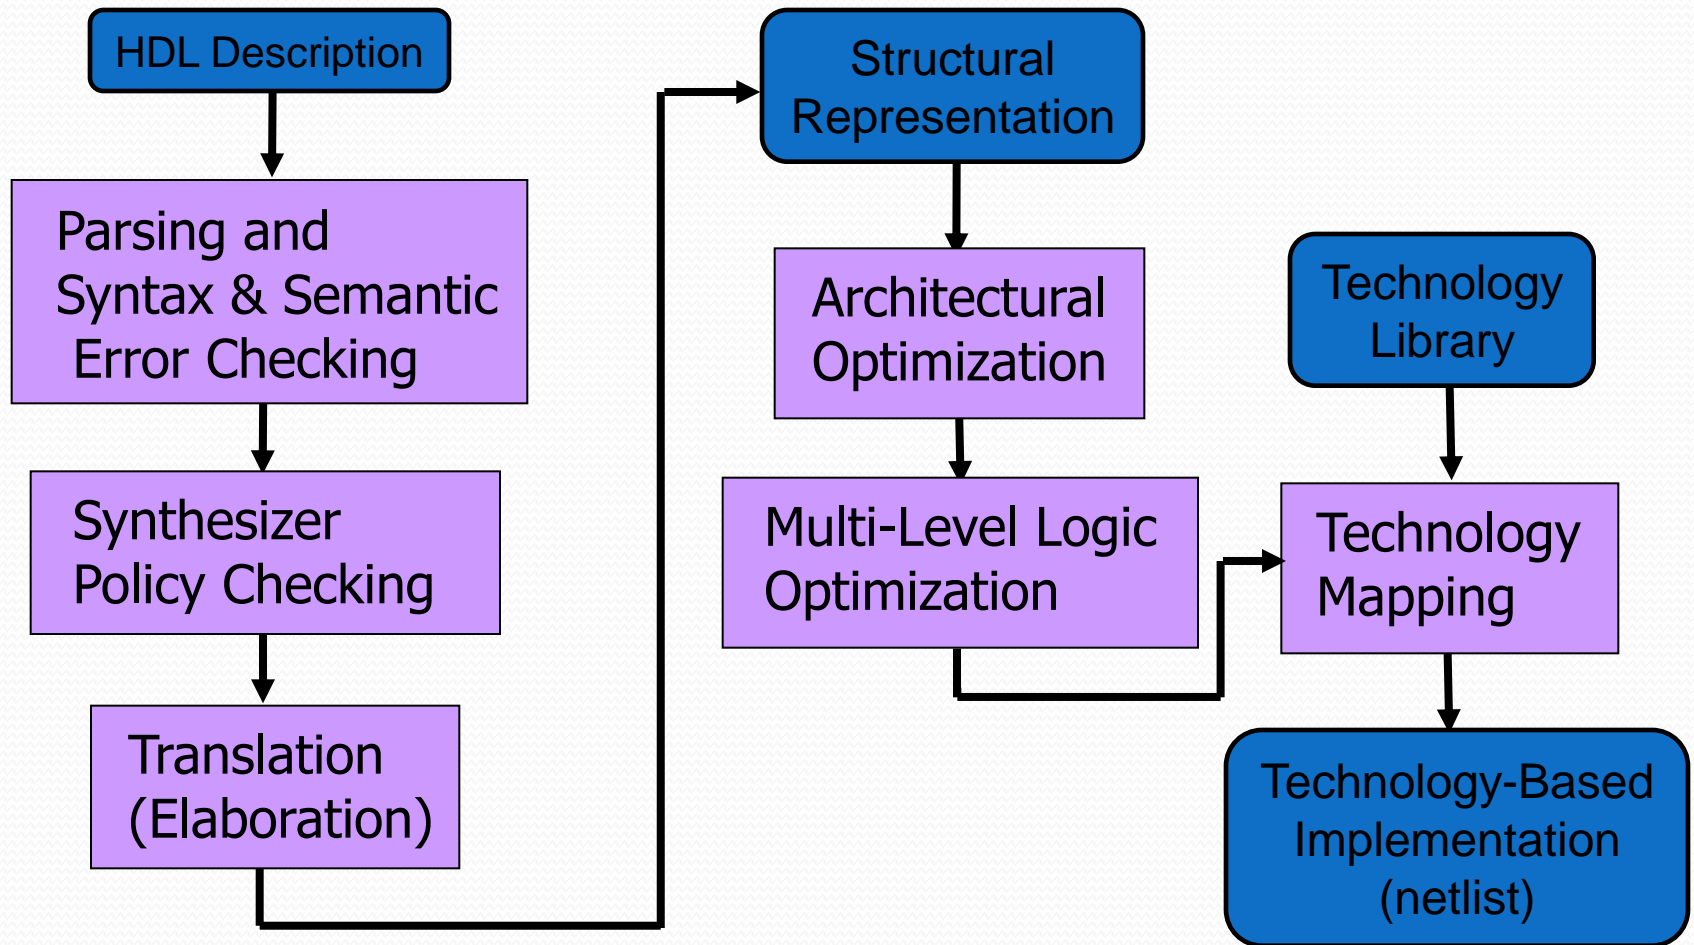 HDL Description
Parsing and
Syntax & Semantic
Error Checking
Synthesizer
Policy Checking
Translation
(Elaboration)
Structural
Representation
Architectural
Optimization
Multi-Level Logic
Optimization
Technology
Library
Technology
Mapping
Technology-Based
Implementation
(netlist)